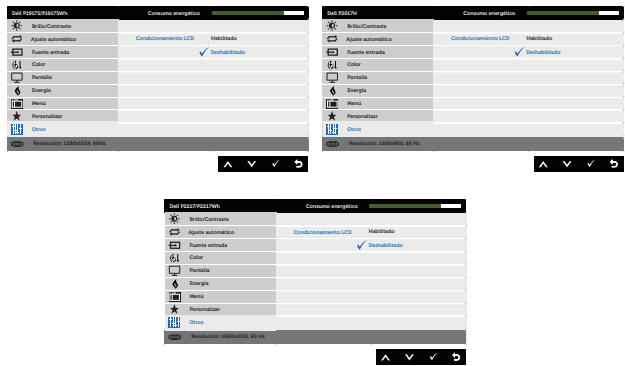 Dell P1917S/P1917SWh Consumo energético
Brillo/Contraste
Ajuste automático Condicionamiento LCD Habilitado
Fuente entrada Deshabilitado
Color
Pantalla
Energía
Menú
Personalizar
Otros
Resolución: 1280x1024, 60Hz
Dell P2017H Consumo energético
Brillo/Contraste
Ajuste automático Condicionamiento LCD Habilitado
Fuente entrada Deshabilitado
Color
Pantalla
Energía
Menú
Personalizar
Otros
Resolución: 1600x900, 60 Hz
Dell P2217/P2217Wh Consumo energético
Brillo/Contraste
Ajuste automático Condicionamiento LCD Habilitado
Fuente entrada Deshabilitado
Color
Pantalla
Energía
Menú
Personalizar
Otros
Resolución: 1680x1050, 60 Hz